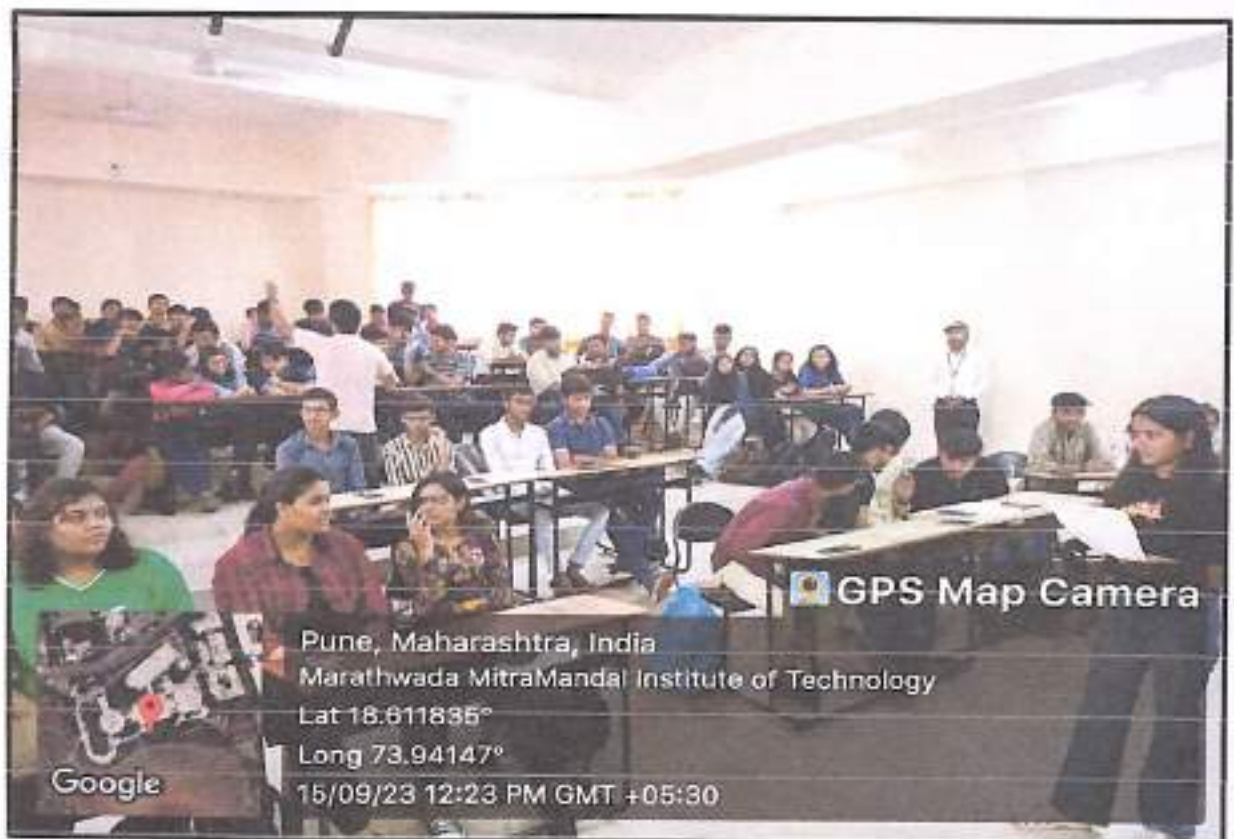 GPS Map Camera
Pune, Maharashtra, India
Marathwada MitraMandal Institute of Technology
Lat 18.611835°
Long 73.94147°
15/09/23 12:23 PM GMT +05:30
Google